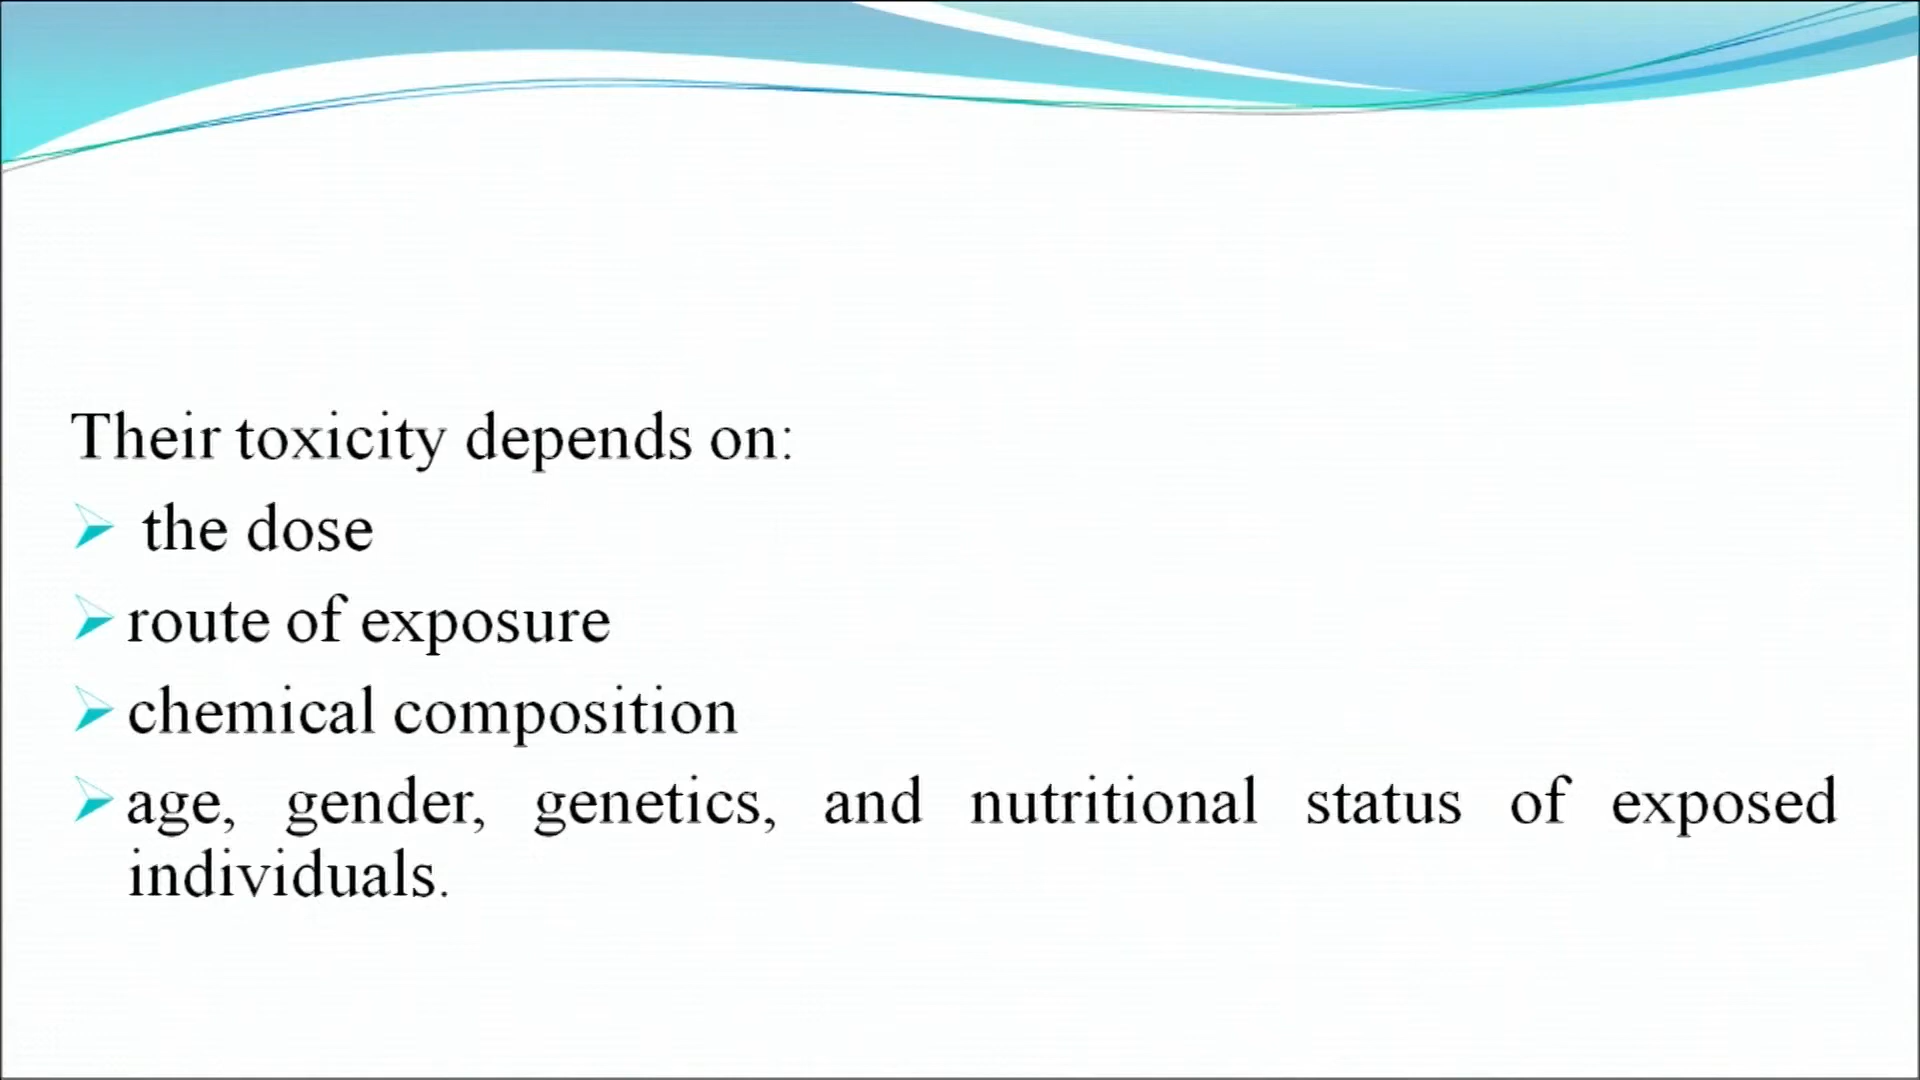 Their toxicity depends on:
the dose
route of exposure
chemical composition
age, gender, genetics, and nutritional status of exposed
individuals.